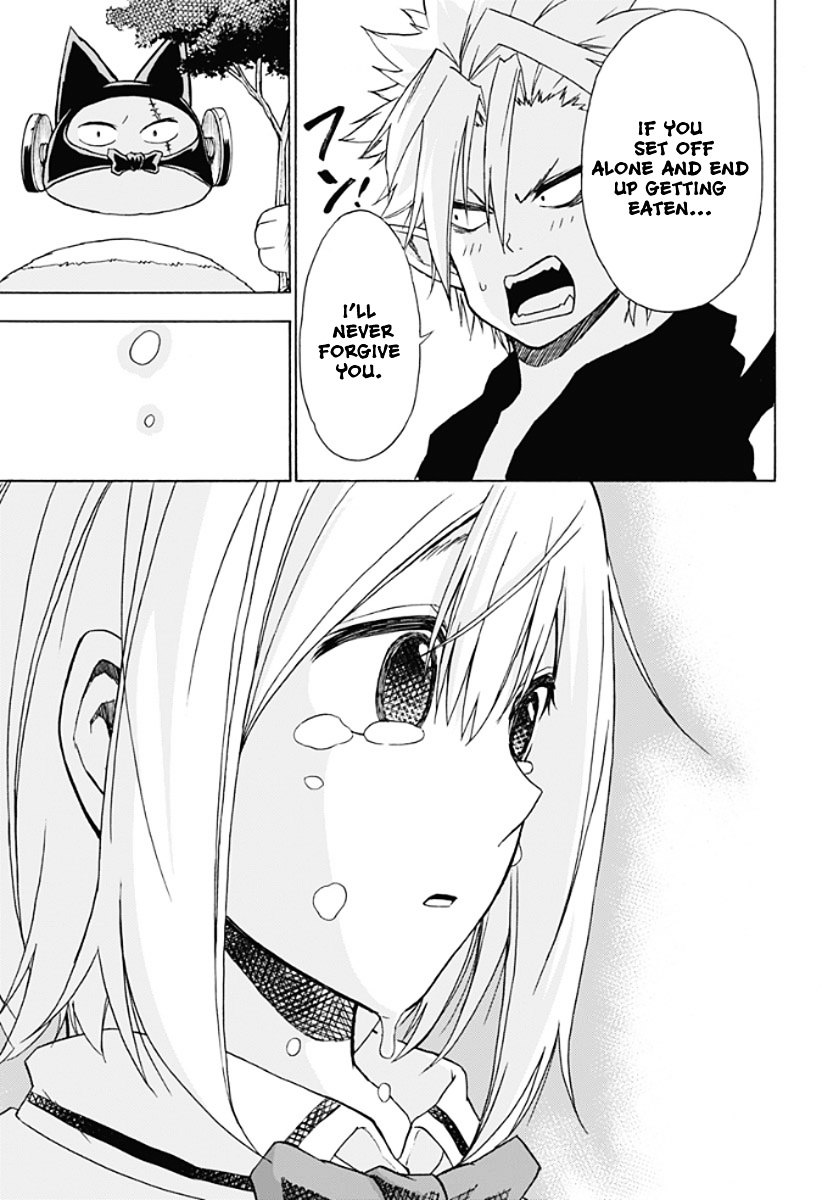 IF YOU
SET OFF
ALONE AND END
UP GETTING
EATEN...
フン!
I'LL
NEVER
FORGIVE
YOU.